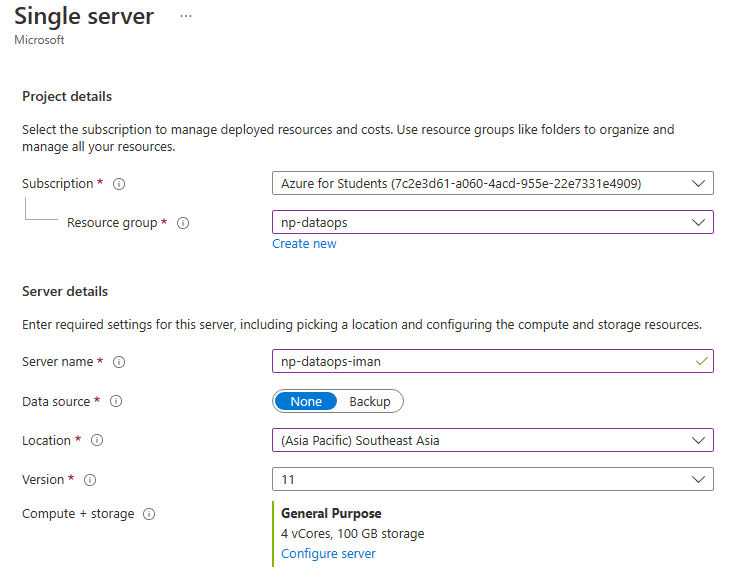 Single server ...
Microsoft
Project details
Select the subscription to manage deployed resources and costs. Use resource groups like folders to organize and
manage all your resources.
Subscription *
Azure for Students (7c2e3d61-a060-4acd-955e-22e7331e4909)
Resource group *
np-dataops
Create new
Server details
Enter required settings for this server, including picking a location and configuring the compute and storage resources.
Server name *
np-dataops-iman
Data source *
None Backup
Location *
(Asia Pacific) Southeast Asia
Version *
11
Compute + storage
General Purpose
4 vCores, 100 GB storage
Configure server